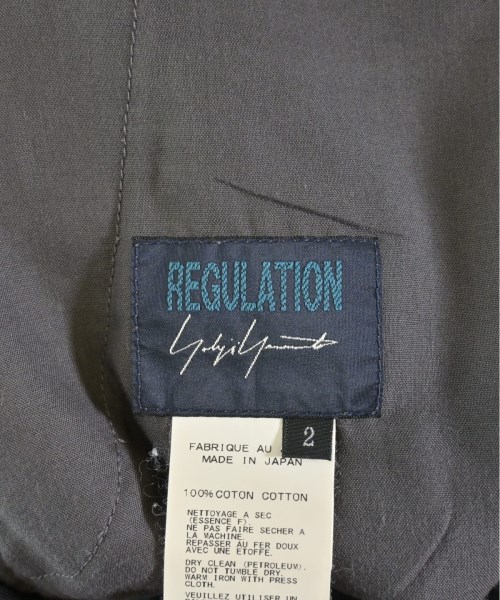 REGULATION
Yohji Yamamoto
2
FABRIQUE AU
MADE IN JAPAN
100% COTON COTTON
NETTOYAGE A SEC
(ESSENCE F).
NE PAS FAIRE SECHER A
LA MACHINE.
REPASSER AU FER DOUX
AVEC UNE ETOFFE.
DRY CLEAN (PETROLEUM).
DO NOT TUMBLE DRY.
WARM IRON WITH PRESS
CLOTH.
VEUILLEZ UTILISER UN